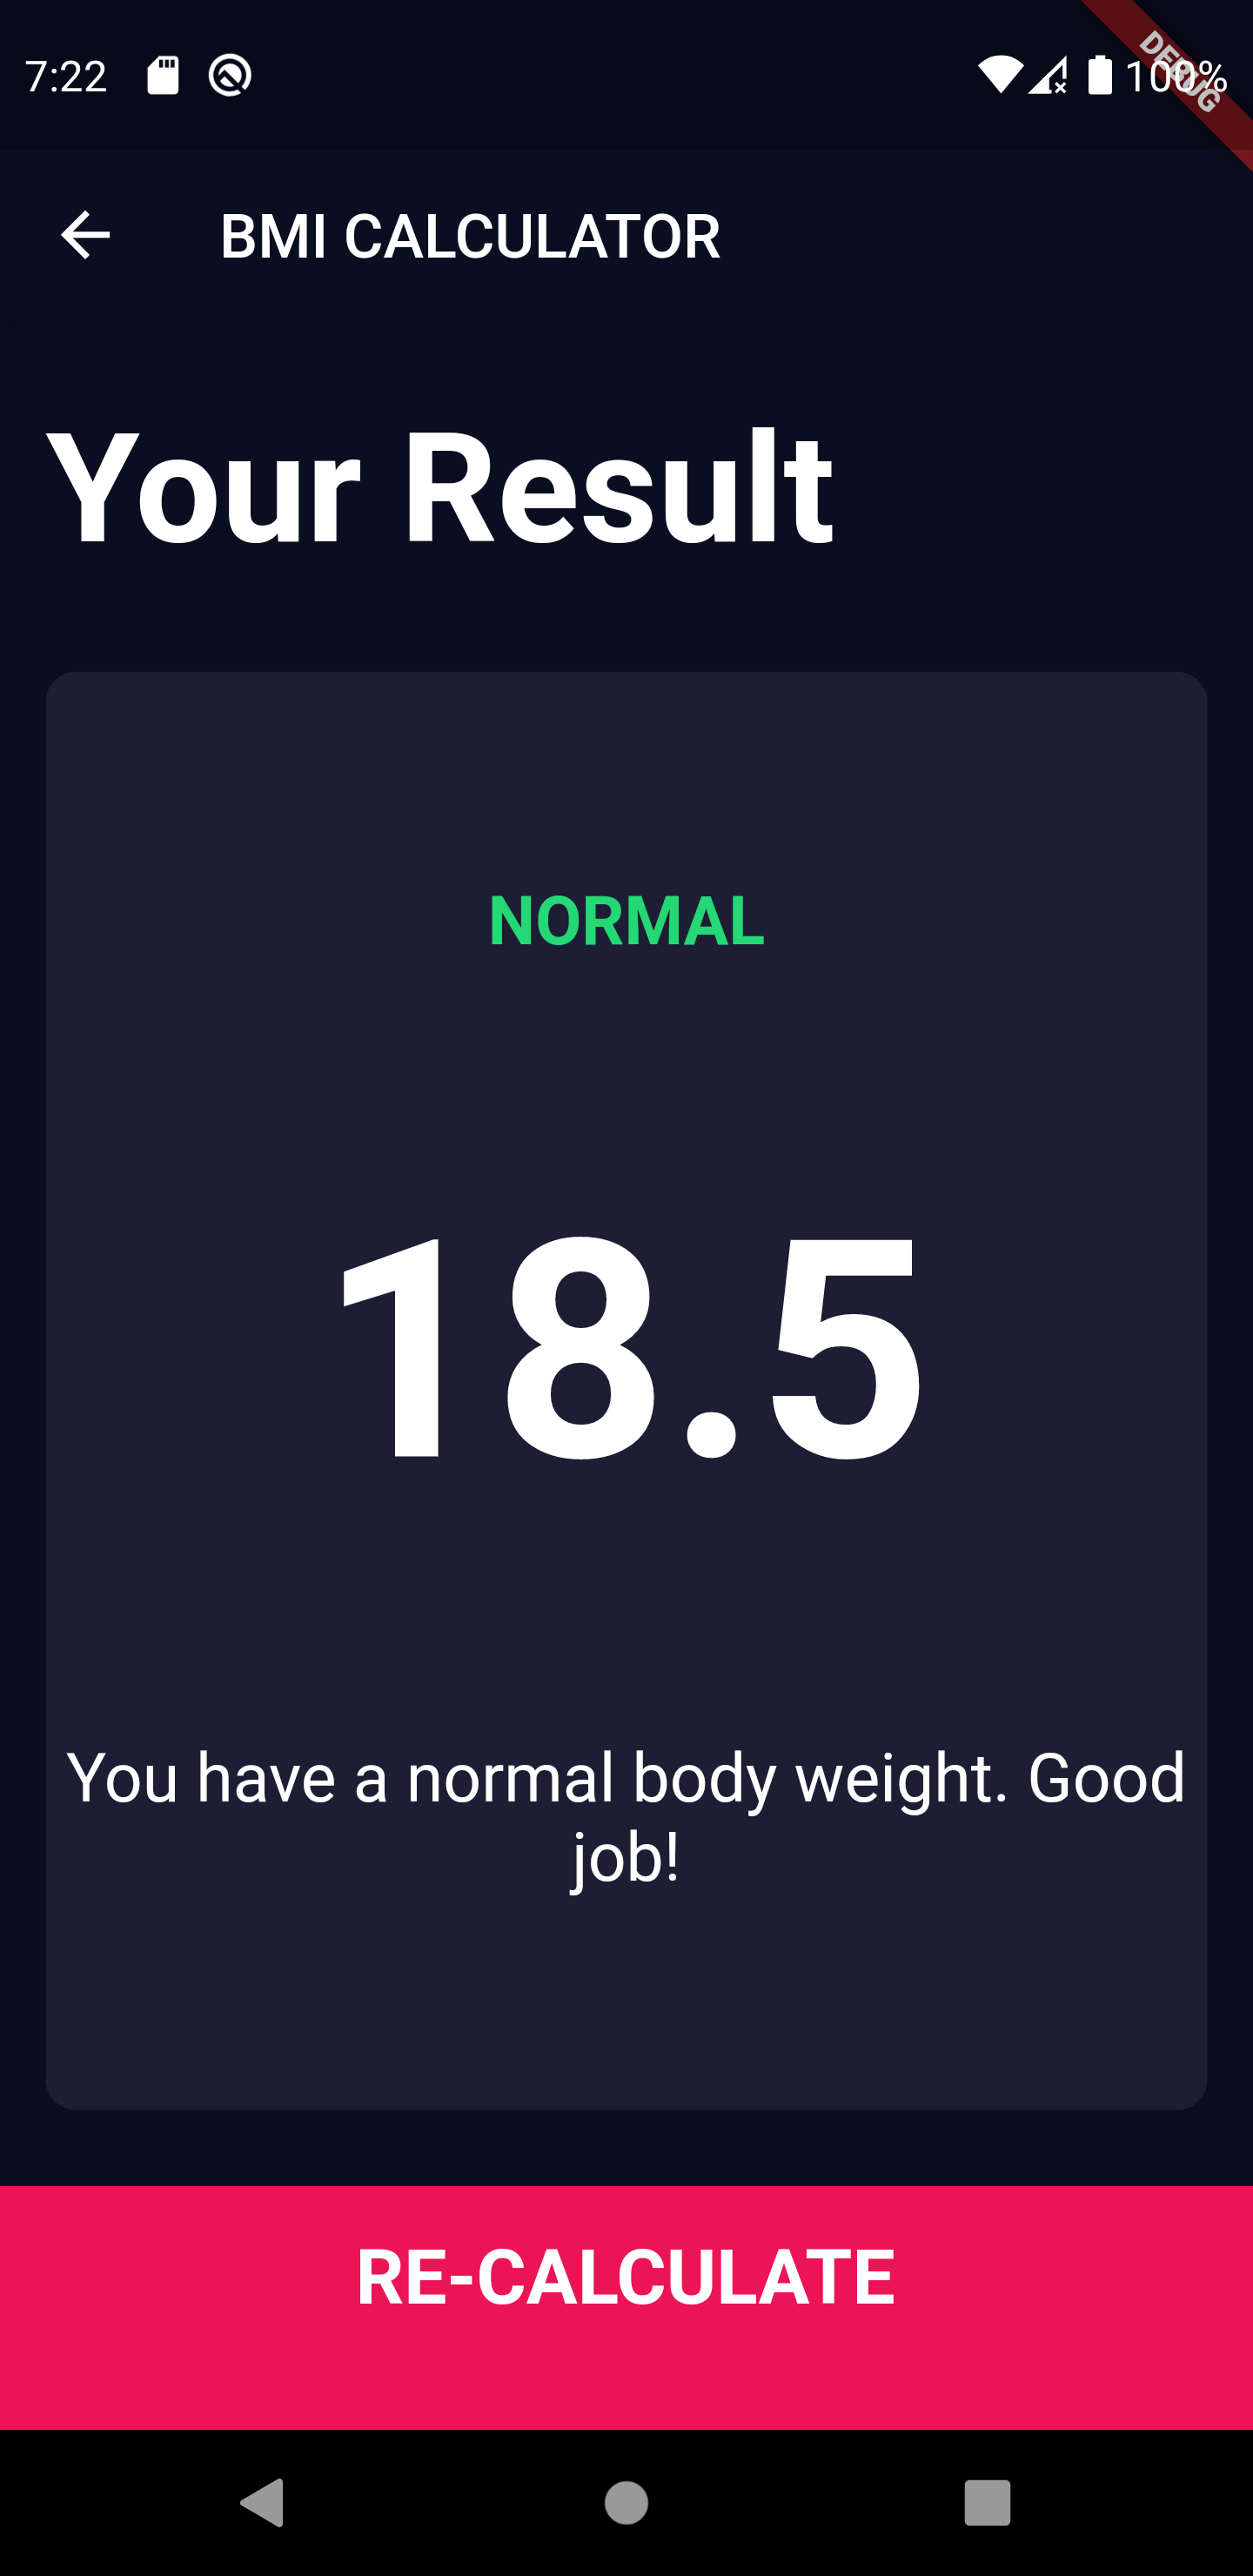 7:22
100%
DEBUG
BMI CALCULATOR
Your Result
NORMAL
18.5
You have a normal body weight. Good
job!
RE-CALCULATE